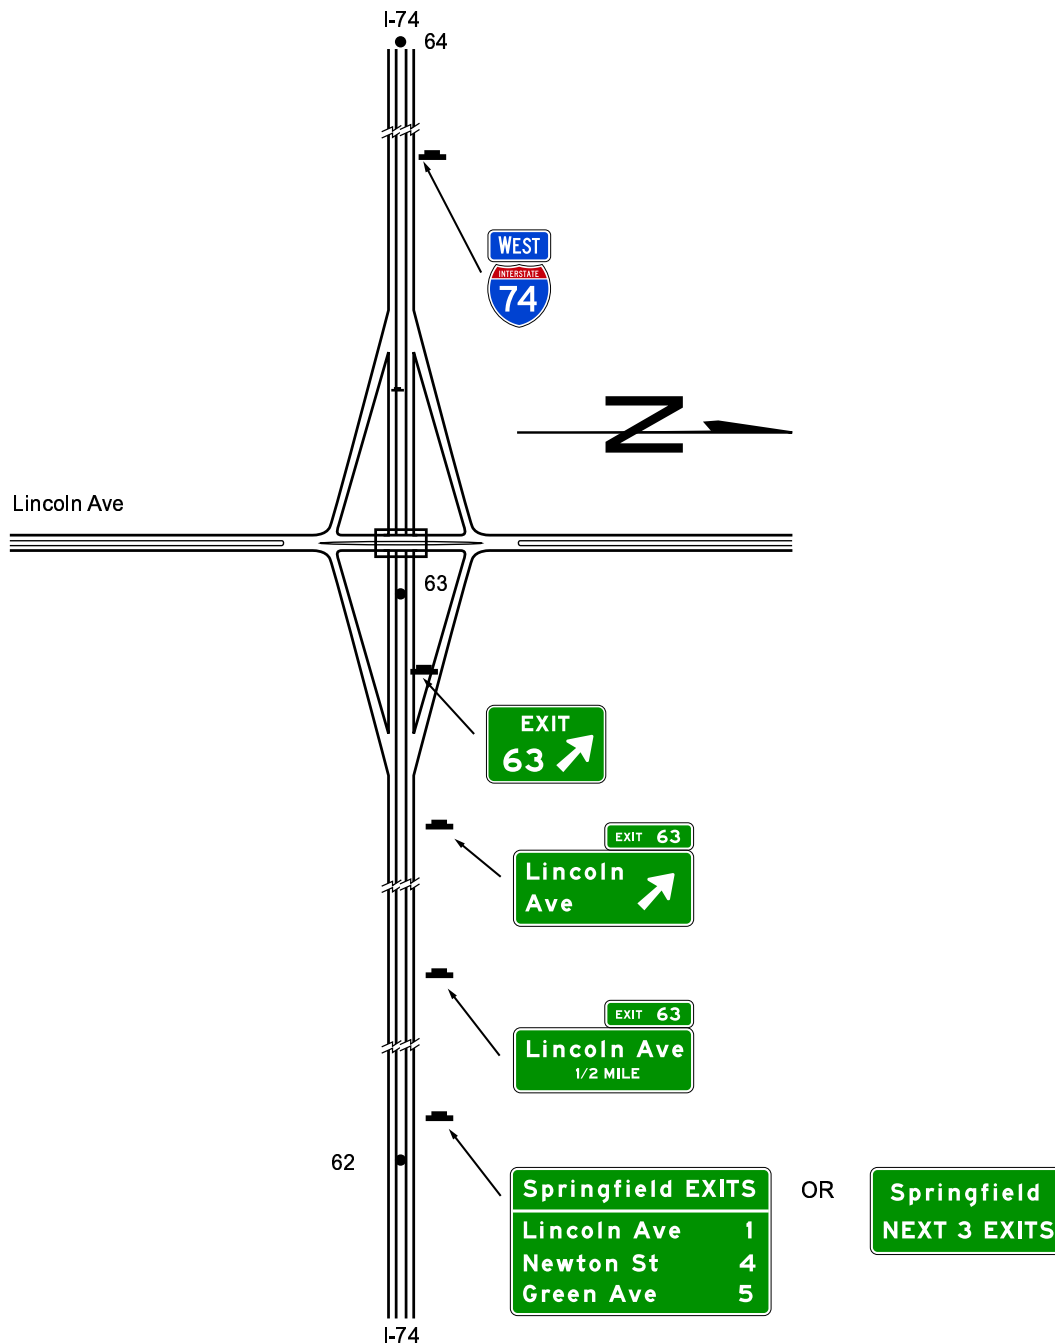 I-74
64
WEST
INTERSTATE
74
N
Lincoln Ave
63
EXIT
63
EXIT 63
Lincoln
Ave
EXIT 63
Lincoln Ave
1/2 MILE
62
Springfield EXITS
Lincoln Ave 1
Newton St 4
Green Ave 5
OR
Springfield
NEXT 3 EXITS
I-74